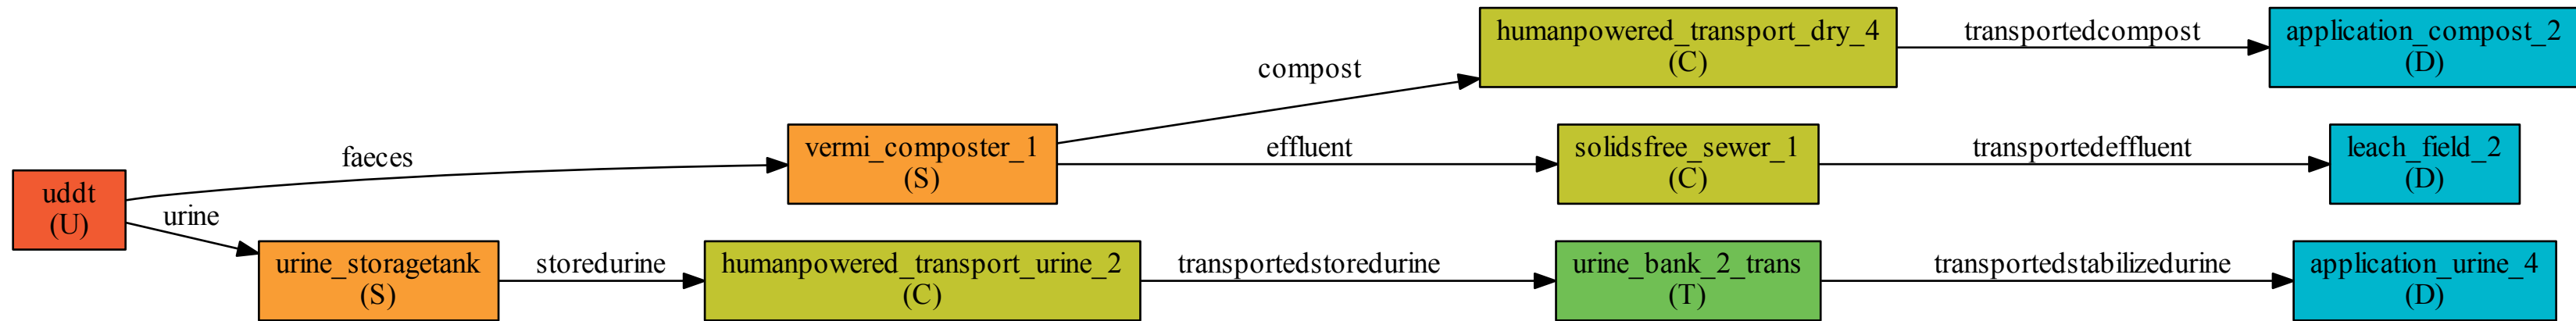 humanpowered_transport_dry_4
(C)
transportedcompost
application_compost_2
(D)
compost
faeces
vermi_composter_1
(S)
effluent
solidsfree_sewer_1
(C)
transportedeffluent
leach_field_2
(D)
uddt
(U)
urine
urine_storagetank
(S)
storedurine
humanpowered_transport_urine_2
(C)
transportedstoredurine
urine_bank_2_trans
(T)
transportedstabilizedurine
application_urine_4
(D)